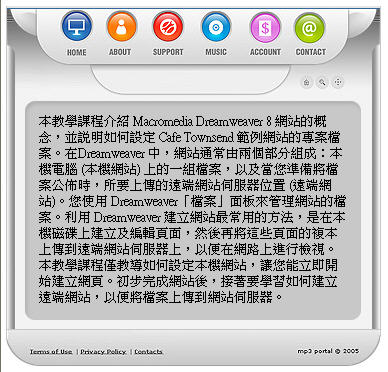 HOME ABOUT SUPPORT MUSIC ACCOUNT CONTACT
本教學課程介紹 Macromedia Dreamweaver 8 網站的概
念，並說明如何設定 Cafe Townsend 範例網站的專案檔
案。在Dreamweaver 中，網站通常由兩個部分組成：本
機電腦 (本機網站) 上的一組檔案，以及當您準備將檔
案公佈時，所要上傳的遠端網站伺服器位置 (遠端網
站)。您使用 Dreamweaver「檔案」面板來管理網站的檔
案。利用 Dreamweaver 建立網站最常用的方法，是在本
機磁碟上建立及編輯頁面，然後再將這些頁面的複本
上傳到遠端網站伺服器上，以便在網路上進行檢視。
本教學課程僅教導如何設定本機網站，讓您能立即開
始建立網頁。初步完成網站後，接著要學習如何建立
遠端網站，以便將檔案上傳到網站伺服器。
Terms of Use | Privacy Policy | Contacts mp3 portal © 2005